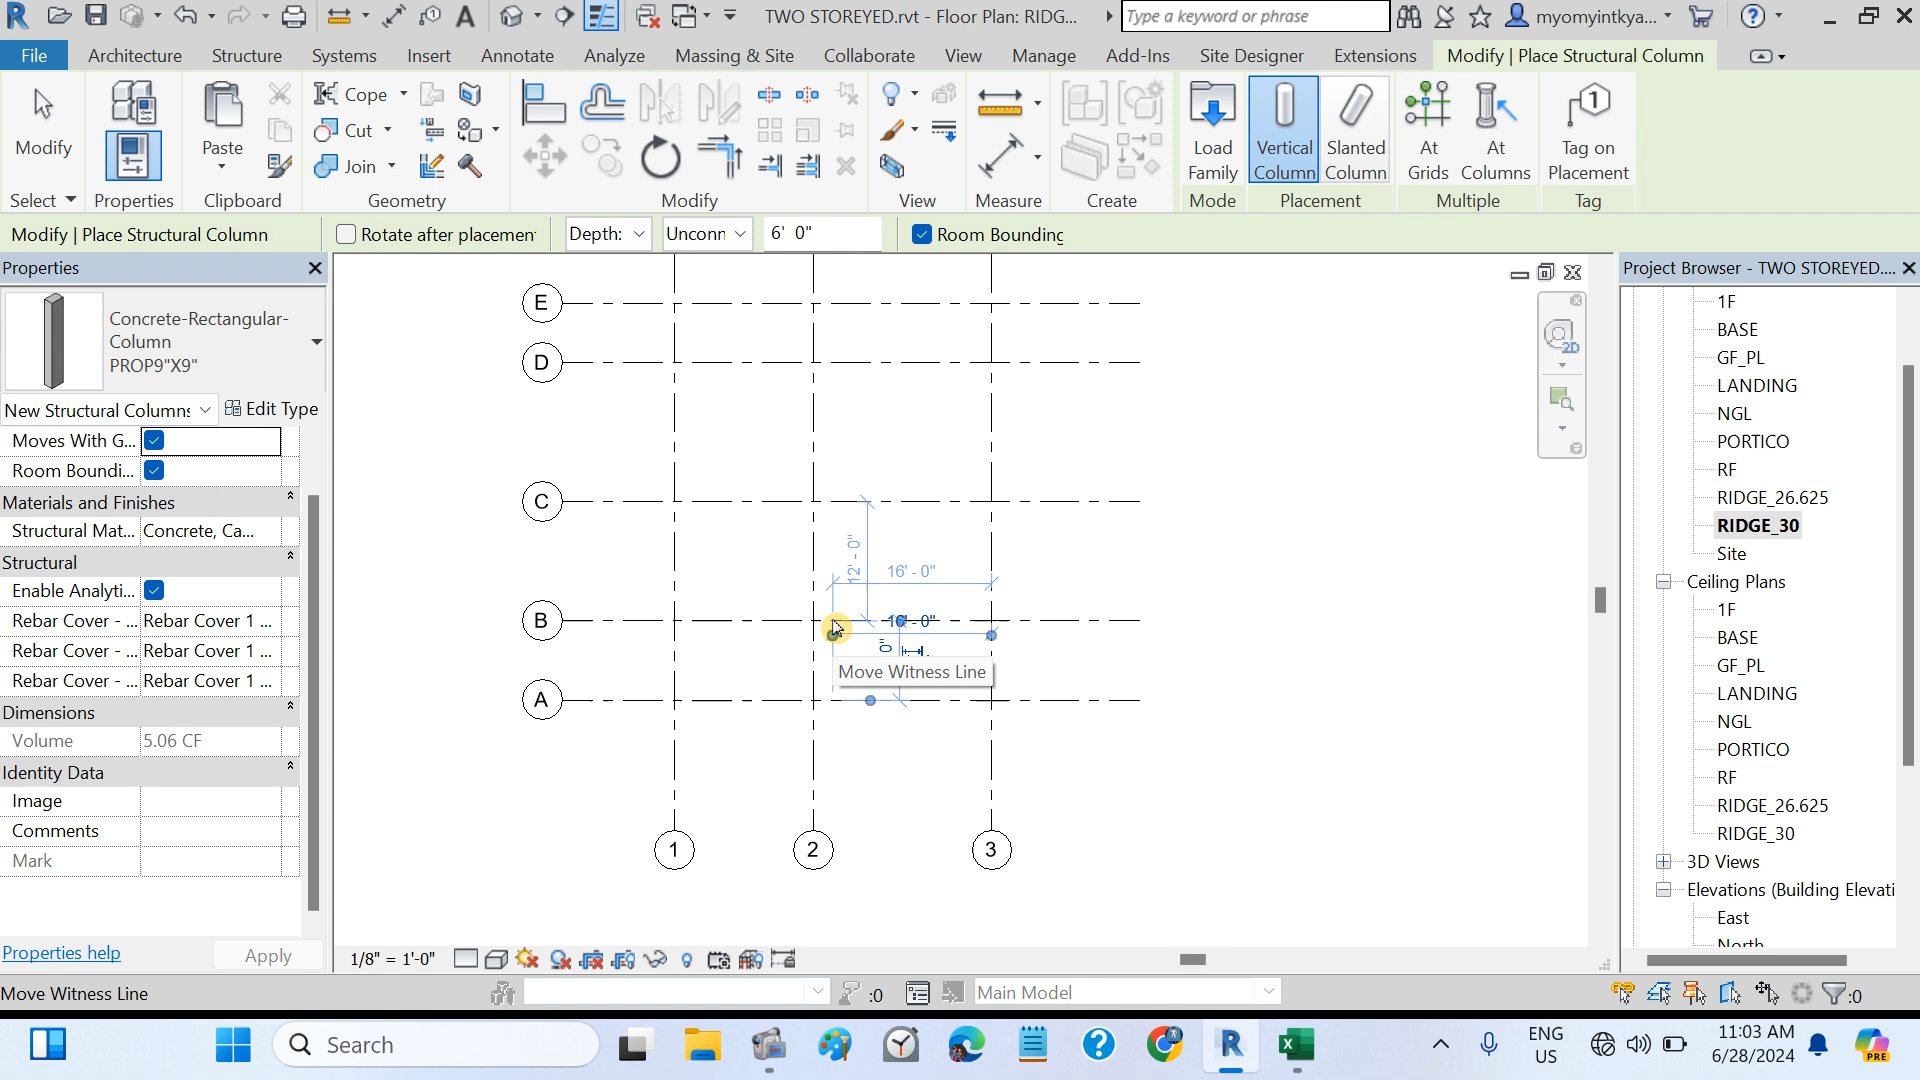 TWO STOREYED.rvt - Floor Plan: RIDG...
Type a keyword or phrase
myomyintkya...
File
Architecture
Structure
Systems
Insert
Annotate
Analyze
Massing & Site
Collaborate
View
Manage
Add-Ins
Site Designer
Extensions
Modify | Place Structural Column
Modify
Select
Properties
Paste
Clipboard
Cope
Cut
Join
Geometry
Modify
View
Measure
Create
Load
Family
Mode
Vertical
Column
Slanted
Column
Placement
At
Grids
At
Columns
Multiple
Tag on
Placement
Tag
Modify | Place Structural Column
Rotate after placement
Depth:
Unconn
6' 0"
Room Bounding
Properties
Concrete-Rectangular-
Column
PROP9"X9"
New Structural Columns
Edit Type
Moves With G...
Room Boundi...
Materials and Finishes
Structural Mat... Concrete, Ca...
Structural
Enable Analyti...
Rebar Cover - ... Rebar Cover 1 ...
Rebar Cover - ... Rebar Cover 1 ...
Rebar Cover - ... Rebar Cover 1 ...
Dimensions
Volume 5.06 CF
Identity Data
Image
Comments
Mark
Properties help
Apply
E
D
C
B
A
1
2
3
12' - 0"
16' - 0"
16' - 0"
Move Witness Line
1/8" = 1'-0"
Project Browser - TWO STOREYED....
1F
BASE
GF_PL
LANDING
NGL
PORTICO
RF
RIDGE_26.625
RIDGE_30
Site
Ceiling Plans
1F
BASE
GF_PL
LANDING
NGL
PORTICO
RF
RIDGE_26.625
RIDGE_30
3D Views
Elevations (Building Elevati
East
North
Move Witness Line
:0
Main Model
:0
Search
ENG
US
11:03 AM
6/28/2024
PRE